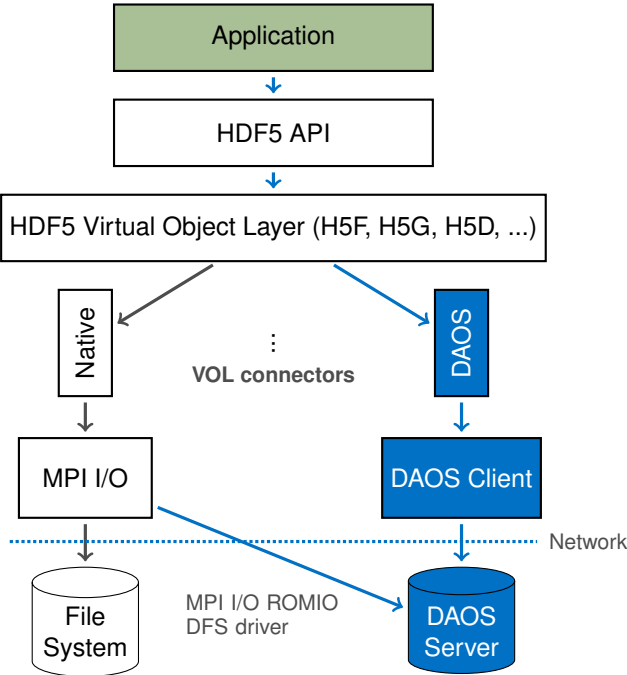 Application
HDF5 API
HDF5 Virtual Object Layer (H5F, H5G, H5D, ...)
Native
DAOS
...
VOL connectors
MPI I/O
DAOS Client
Network
File
System
MPI I/O ROMIO
DFS driver
DAOS
Server